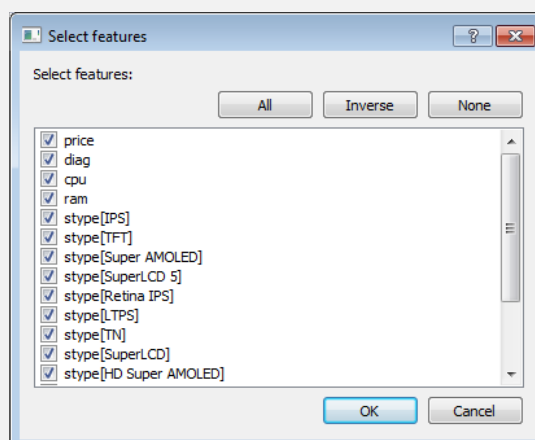 Select features
Select features:
All Inverse None
price
diag
cpu
ram
stype[IPS]
stype[TFT]
stype[Super AMOLED]
stype[SuperLCD 5]
stype[Retina IPS]
stype[LTPS]
stype[TN]
stype[SuperLCD]
stype[HD Super AMOLED]
OK Cancel